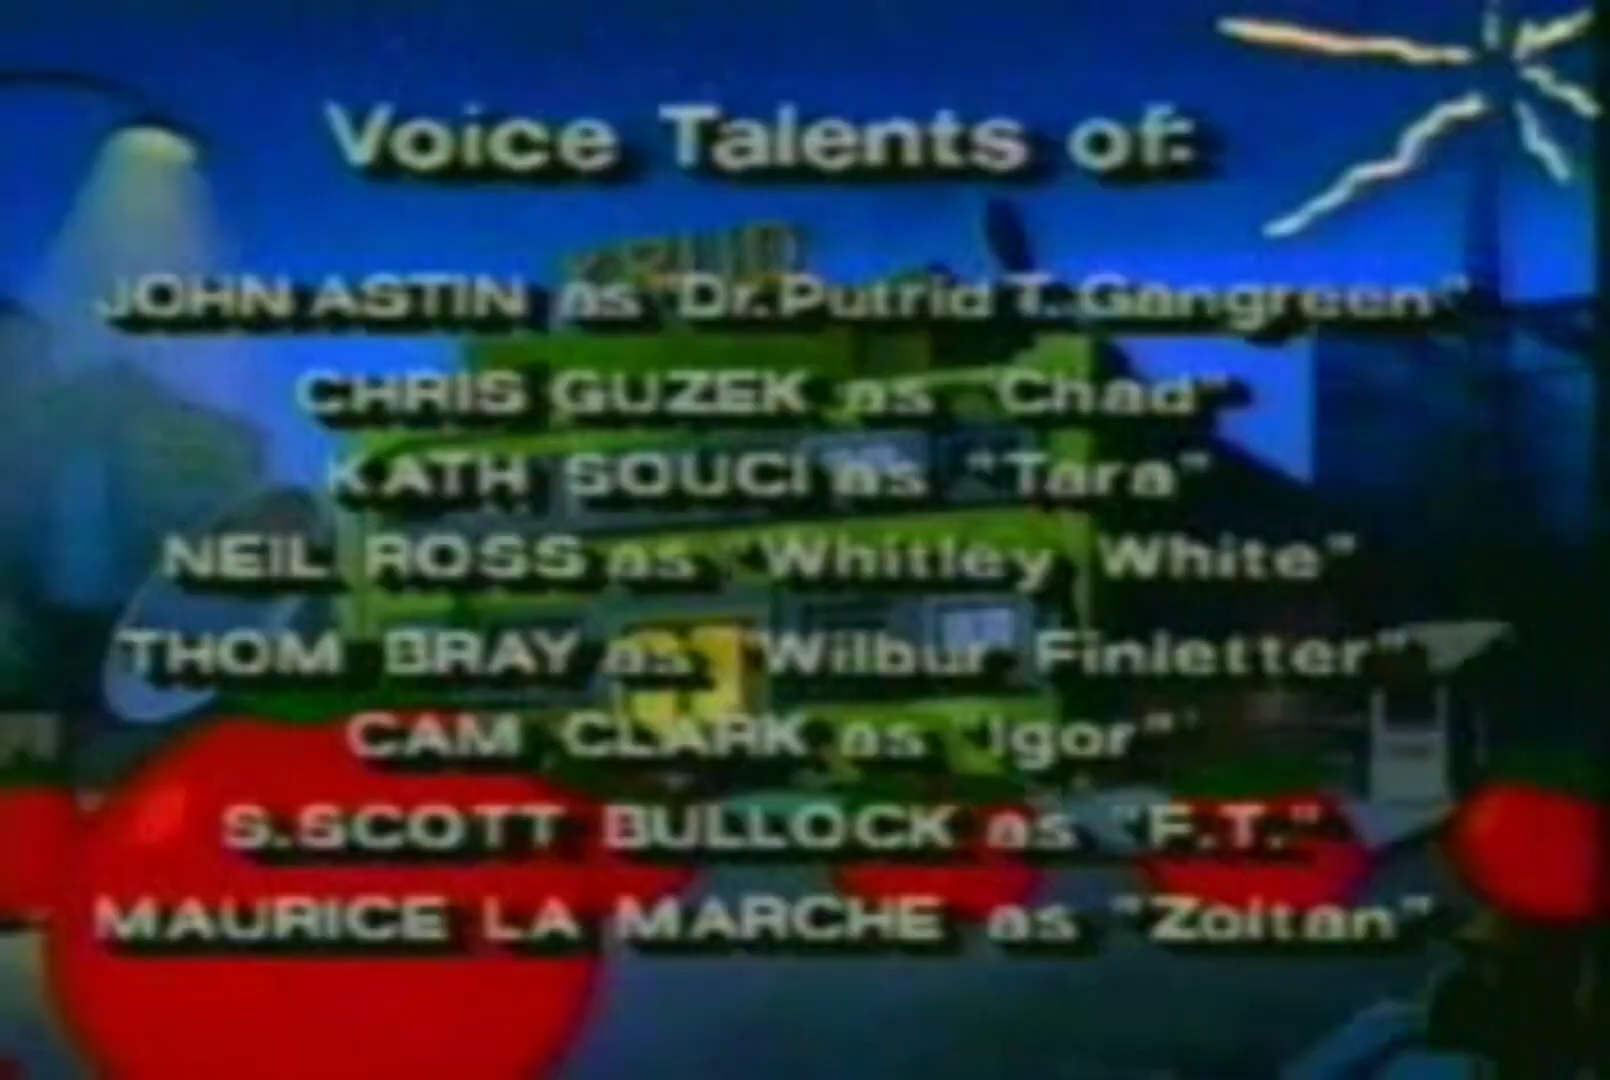 Voice Talents of:
JOHN ASTIN as "Dr. Putrid T. Gangreen"
CHRIS GUZEK as "Chad"
KATH SOUCI as "Tara"
NEIL ROSS as "Whitley White"
THOM BRAY as "Wilbur Finletter"
CAM CLARK as "Igor"
S.SCOTT BULLOCK as "F.T."
MAURICE LA MARCHE as "Zoltan"